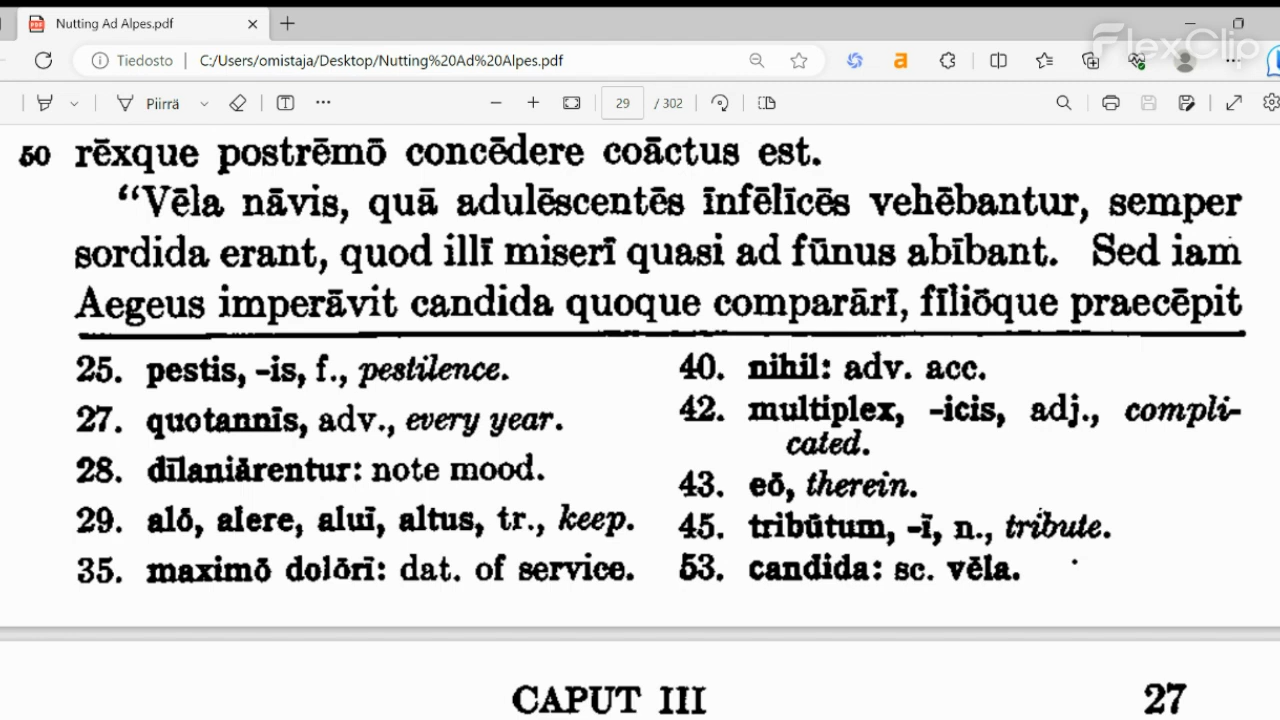 Nutting Ad Alpes.pdf
FlexClip
Tiedosto | C:/Users/omistaja/Desktop/Nutting%20Ad%20Alpes.pdf
Piirrä
29 / 302
50 rēxque postrēmō concēdere coāctus est.
“Vēla nāvis, quā adulēscentēs īnfēlīcēs vehēbantur, semper
sordida erant, quod illī miserī quasi ad fūnus abībant. Sed iam
Aegeus imperāvit candida quoque comparārī, fīliōque praecēpit
25. pestis, -is, f., pestilence.
27. quotannīs, adv., every year.
28. dīlaniārentur: note mood.
29. alō, alere, aluī, altus, tr., keep.
35. maximō dolōrī: dat. of service.
40. nihil: adv. acc.
42. multiplex, -icis, adj., compli-
cated.
43. eō, therein.
45. tribūtum, -ī, n., tribute.
53. candida: sc. vēla.
CAPUT III 27